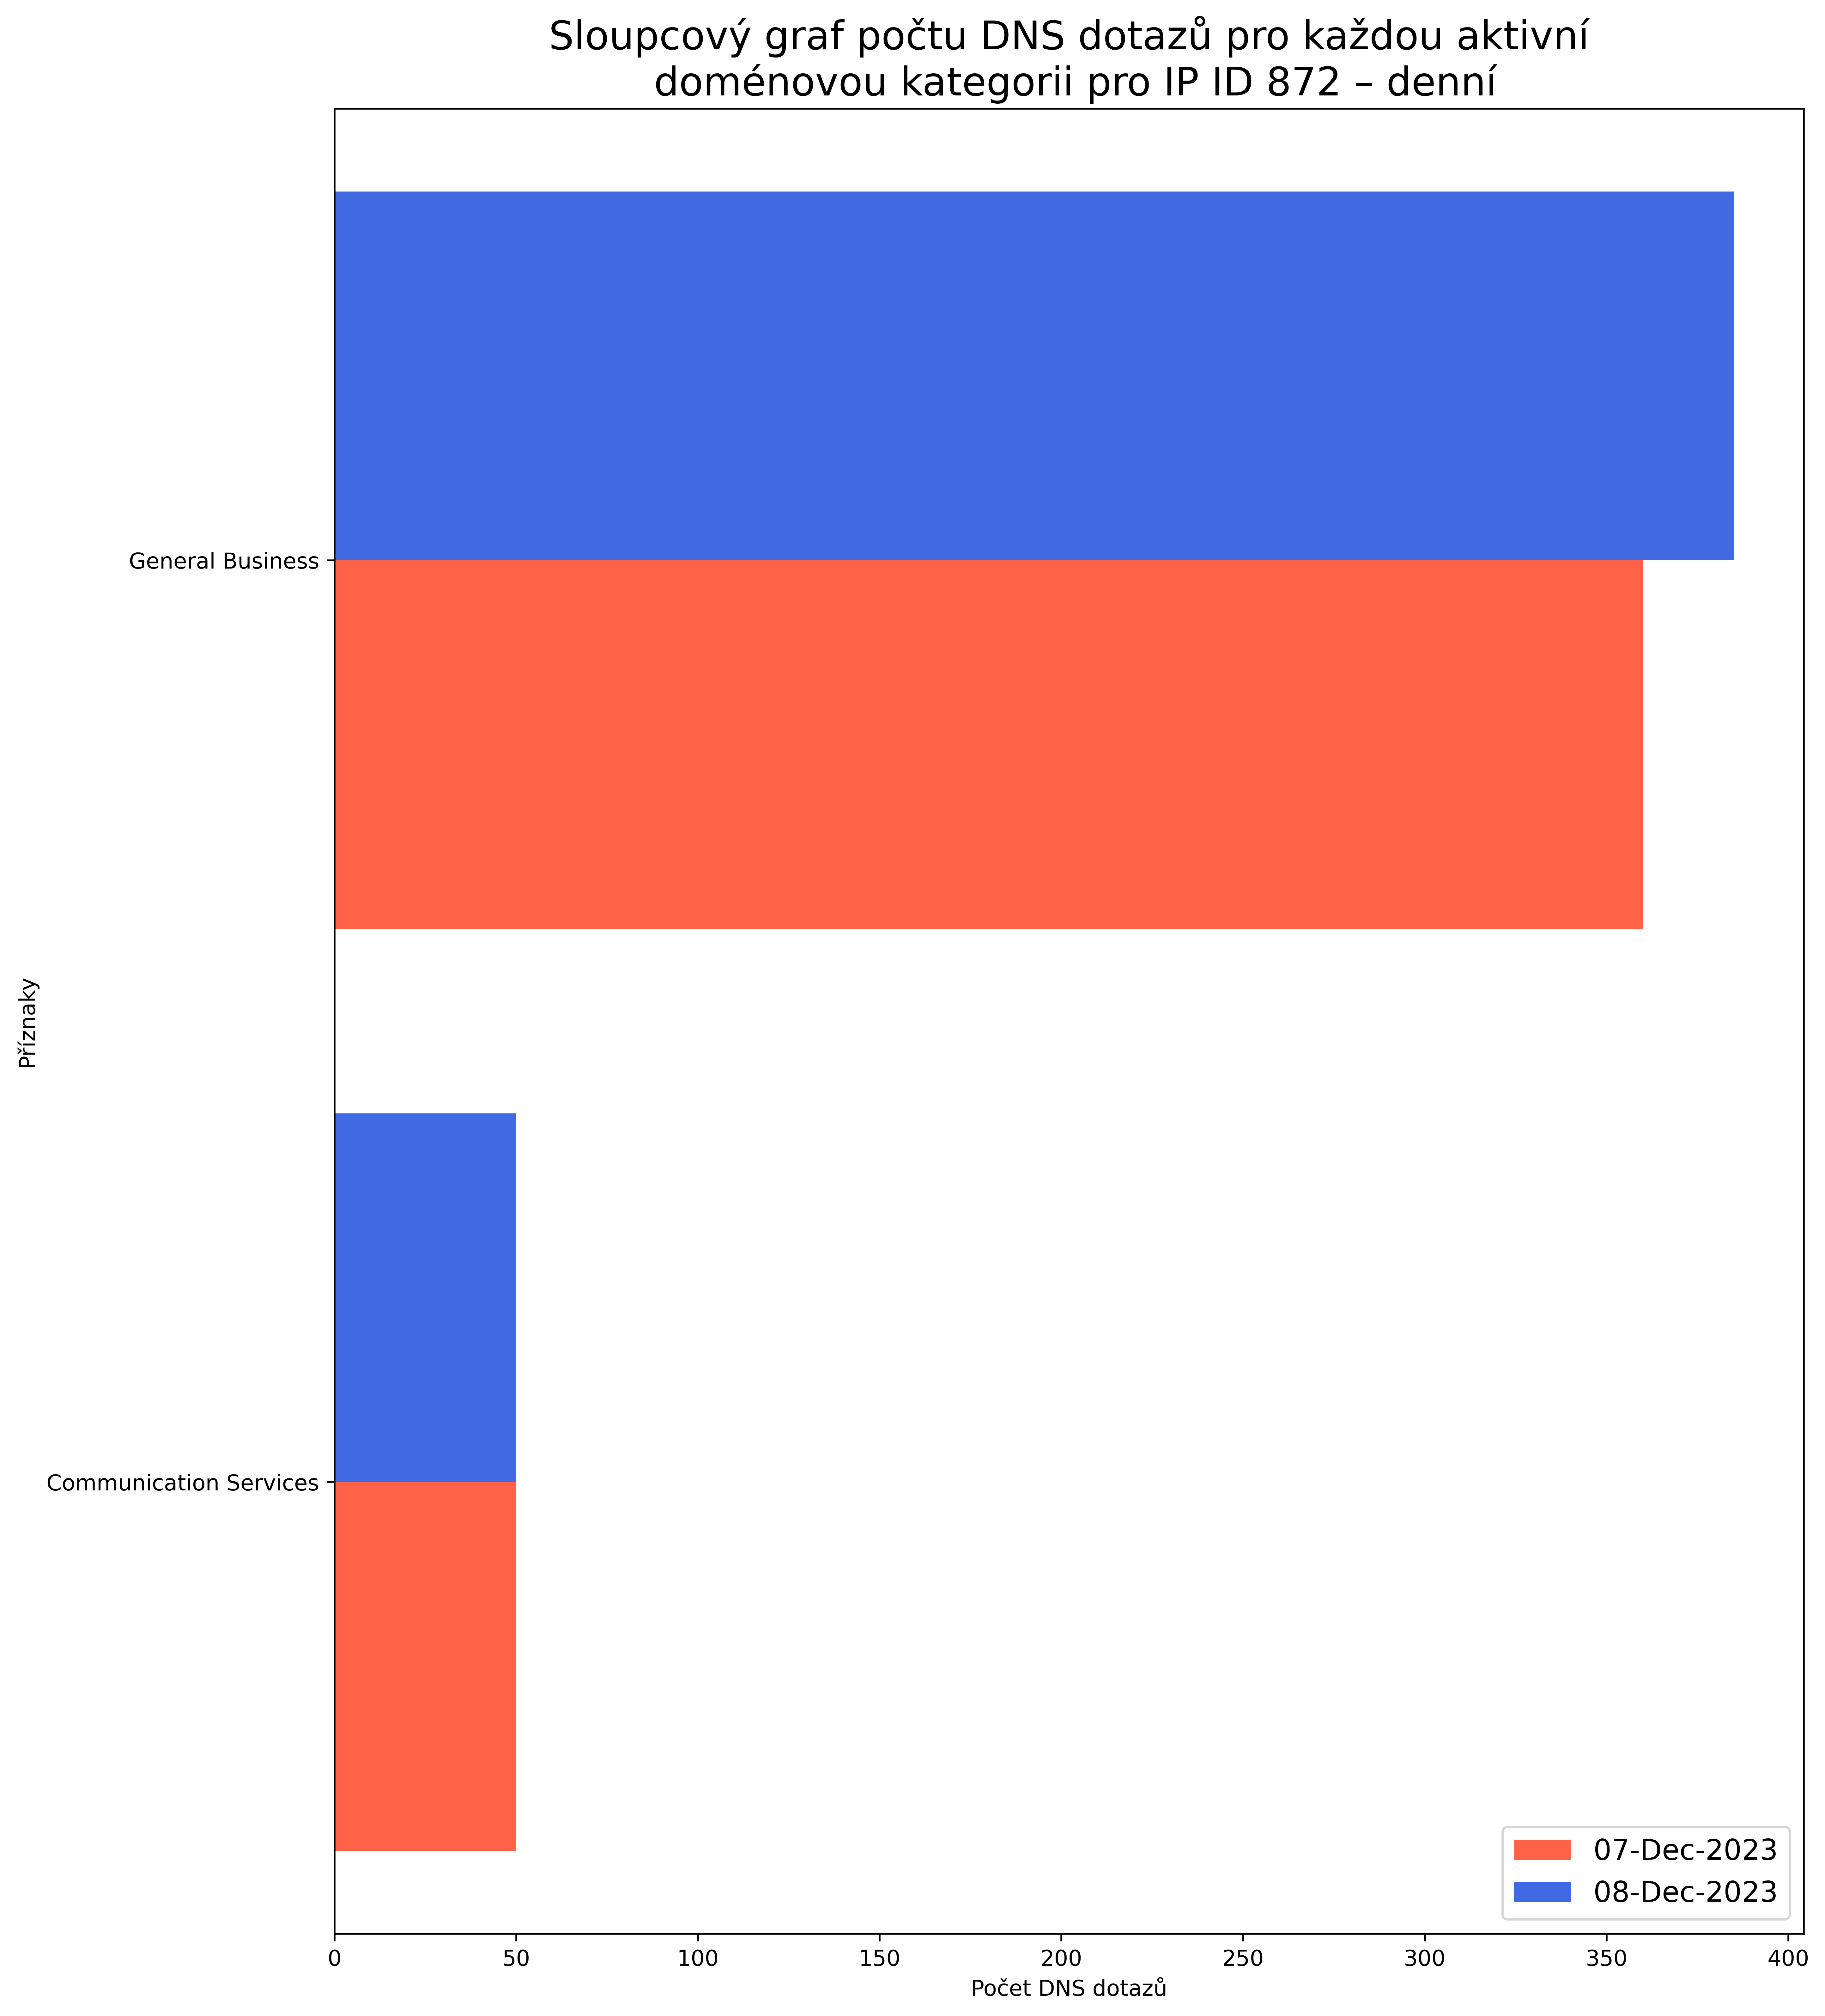 Sloupcový graf počtu DNS dotazů pro každou aktivní
doménovou kategorii pro IP ID 872 – denní
General Business
Příznaky
Communication Services
07-Dec-2023
08-Dec-2023
0 50 100 150 200 250 300 350 400
Počet DNS dotazů